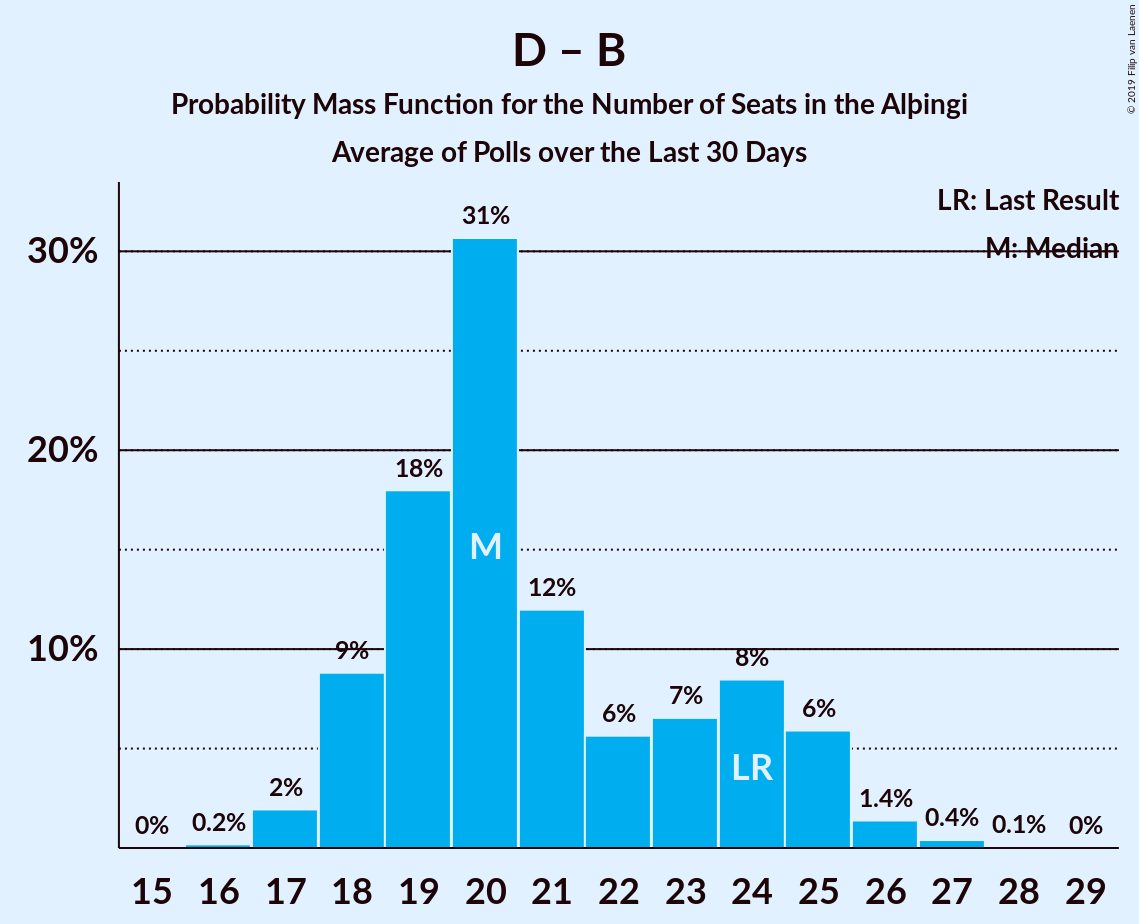 © 2019 Filip van Laenen
D – B
Probability Mass Function for the Number of Seats in the Alþingi
Average of Polls over the Last 30 Days
LR: Last Result
M: Median
30%
20%
10%
0%
0.2%
2%
9%
18%
31%
12%
6%
7%
8%
6%
1.4%
0.4%
0.1%
0%
M
LR
15 16 17 18 19 20 21 22 23 24 25 26 27 28 29